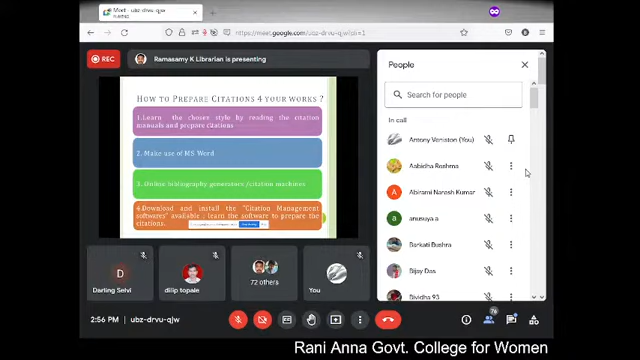 Meet - ubz-drvu-qjw
meet.google.com/ubz-drvu-qjw?pli=1
REC
Ramasamy K Librarian is presenting
People
Search for people
In call
HOW TO PREPARE CITATIONS 4 YOUR WORKS ?
1.Learn the chosen style by reading the citation
manuals and prepare citations
2. Make use of MS Word
3. Online bibliography generators/citation machines
4.Download and install the "Citation Management
softwares" available ; learn the software to prepare the
citations.
Antony Veniston (You)
Aabidha Roshma
Abirami Naresh Kumar
anusuya a
Barkati Bushra
Bijay Das
Bividha 93
D
Darling Selvi
dilip topale
72 others
You
2:56 PM
ubz-drvu-qjw
76
Rani Anna Govt. College for Women